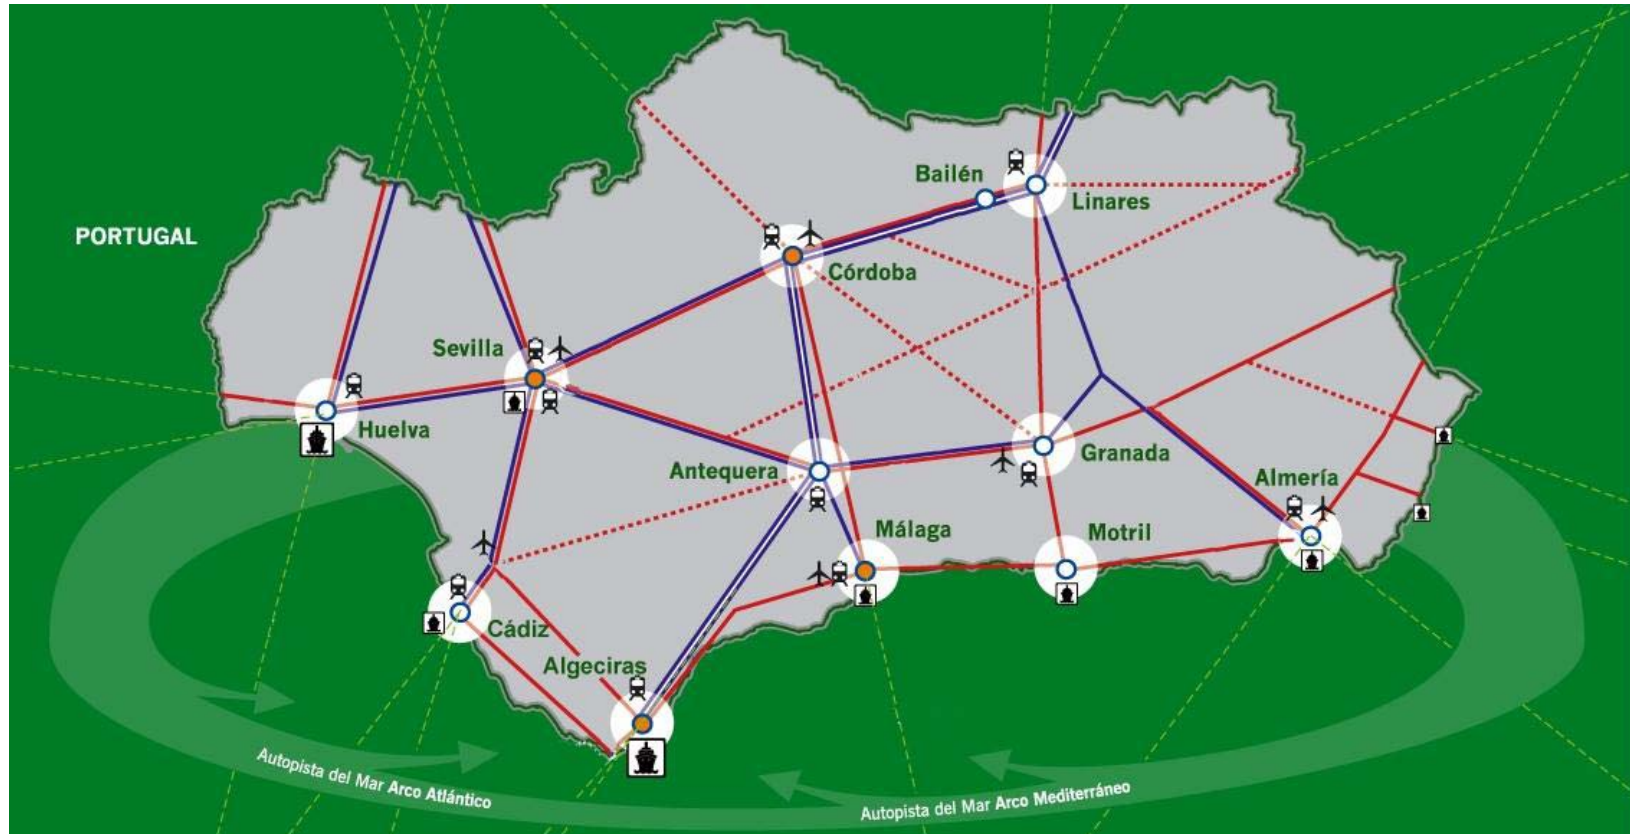 Bailén
Linares
PORTUGAL
Córdoba
Sevilla
Huelva
Antequera
Granada
Almería
Málaga
Motril
Cádiz
Algeciras
Autopista del Mar Arco Atlántico
Autopista del Mar Arco Mediterráneo